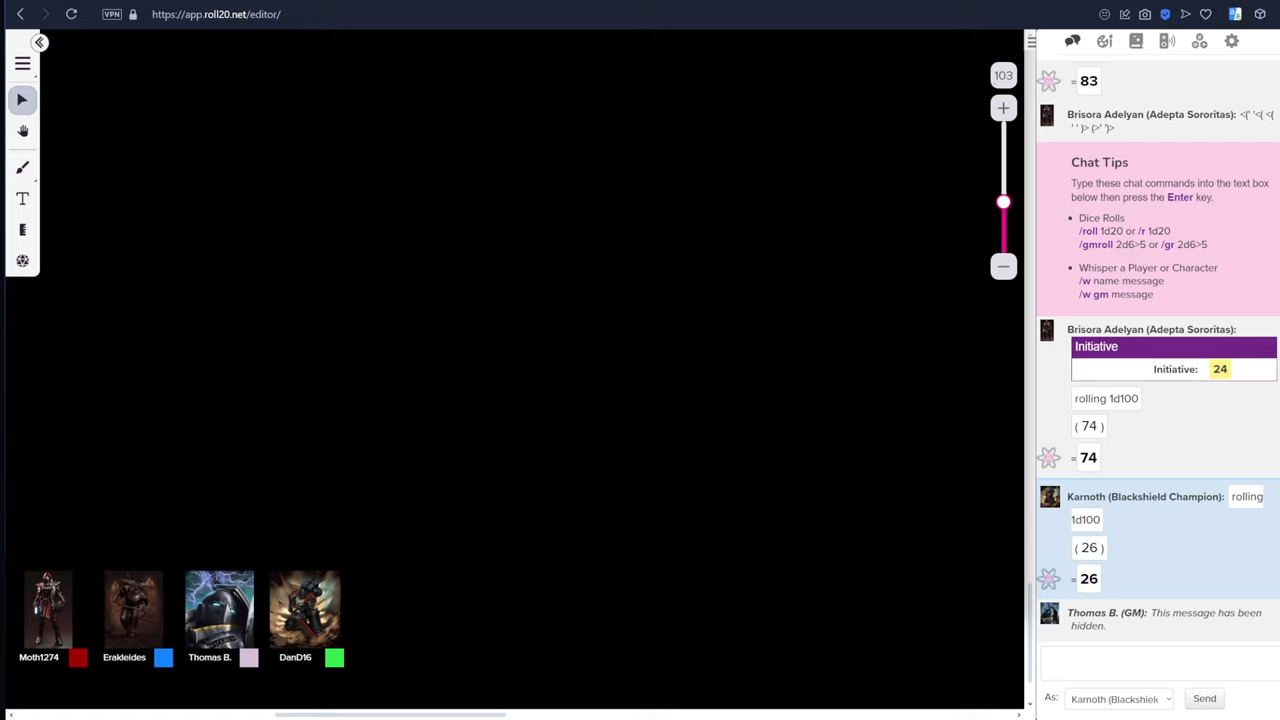 VPN https://app.roll20.net/editor/
103
= 83
Brisora Adelyan (Adepta Sororitas): <(' '<( <(
' ' )> (>' ')>
Chat Tips
Type these chat commands into the text box
below then press the Enter key.
• Dice Rolls
/roll 1d20 or /r 1d20
/gmroll 2d6>5 or /gr 2d6>5
• Whisper a Player or Character
/w name message
/w gm message
Brisora Adelyan (Adepta Sororitas):
Initiative
Initiative: 24
rolling 1d100
( 74 )
= 74
Karnoth (Blackshield Champion): rolling
1d100
( 26 )
= 26
Thomas B. (GM): This message has been
hidden.
Moth1274 Erakleides Thomas B. DanD16
As: Karnoth (Blackshiel Send